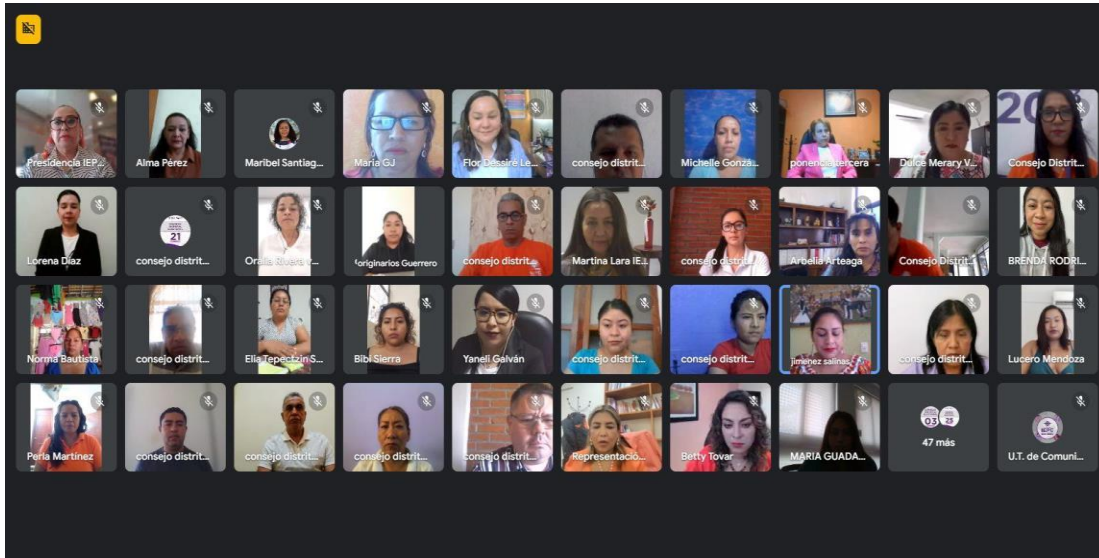 Presidencia IEP...
Alma Pérez
Maribel Santiag...
Maria GJ
Flor Dessiré Le...
consejo distrit...
Michelle Gonzá...
ponencia tercera ...
Dulce Merary V...
20
Consejo Distrit...
Lorena Díaz
21
consejo distrit...
Oralia Rivera r...
originarios Guerrero
consejo distrit...
Martina Lara IE...
consejo distrit...
Arbelia Arteaga
Consejo Distrit...
BRENDA RODRI...
Norma Bautista
consejo distrit...
Elia Tepectzin S...
Bibi Sierra
Yaneli Galván
consejo distrit...
consejo distrit...
jimenez salinas
consejo distrit...
Lucero Mendoza
Perla Martínez
consejo distrit...
consejo distrit...
consejo distrit...
consejo distrit...
Representació...
Betty Tovar
MARIA GUADA...
03 25
47 más
IEPC
U.T. de Comuni...